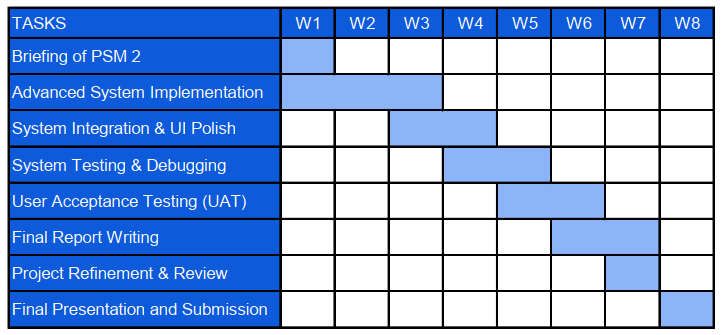 TASKS W1 W2 W3 W4 W5 W6 W7 W8
Briefing of PSM 2
Advanced System Implementation
System Integration & UI Polish
System Testing & Debugging
User Acceptance Testing (UAT)
Final Report Writing
Project Refinement & Review
Final Presentation and Submission